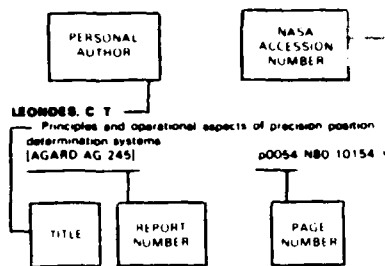 PERSONAL
AUTHOR
NASA
ACCESSION
NUMBER
LEONDES. C T
Principles and operational aspects of precision position
determination systems
[AGARD AG 245]
p0054 N80 10154
TITLE
REPORT
NUMBER
PAGE
NUMBER